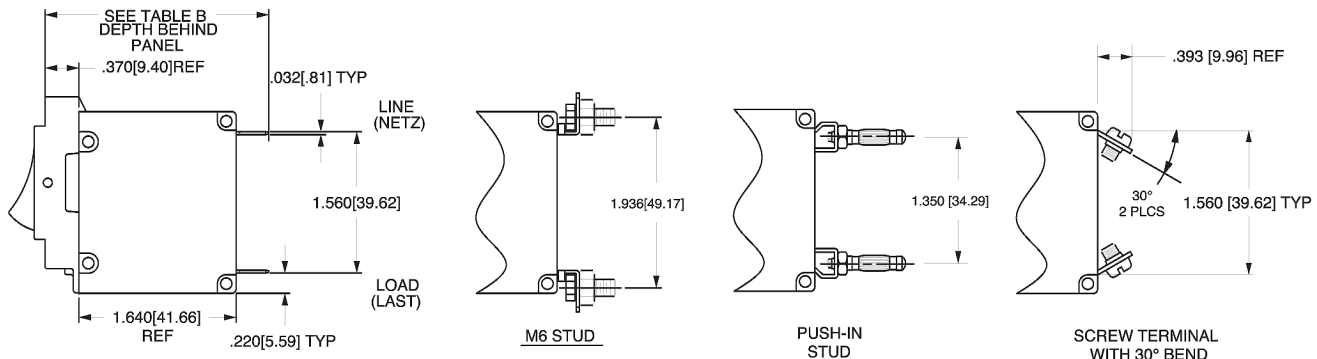 SEE TABLE B
DEPTH BEHIND
PANEL
.370[9.40]REF
.032[.81] TYP
LINE
(NETZ)
1.560[39.62]
LOAD
(LAST)
1.640[41.66]
REF
.220[5.59] TYP
1.936[49.17]
M6 STUD
1.350 [34.29]
PUSH-IN
STUD
.393 [9.96] REF
30°
2 PLCS
1.560 [39.62] TYP
SCREW TERMINAL
WITH 30° BEND